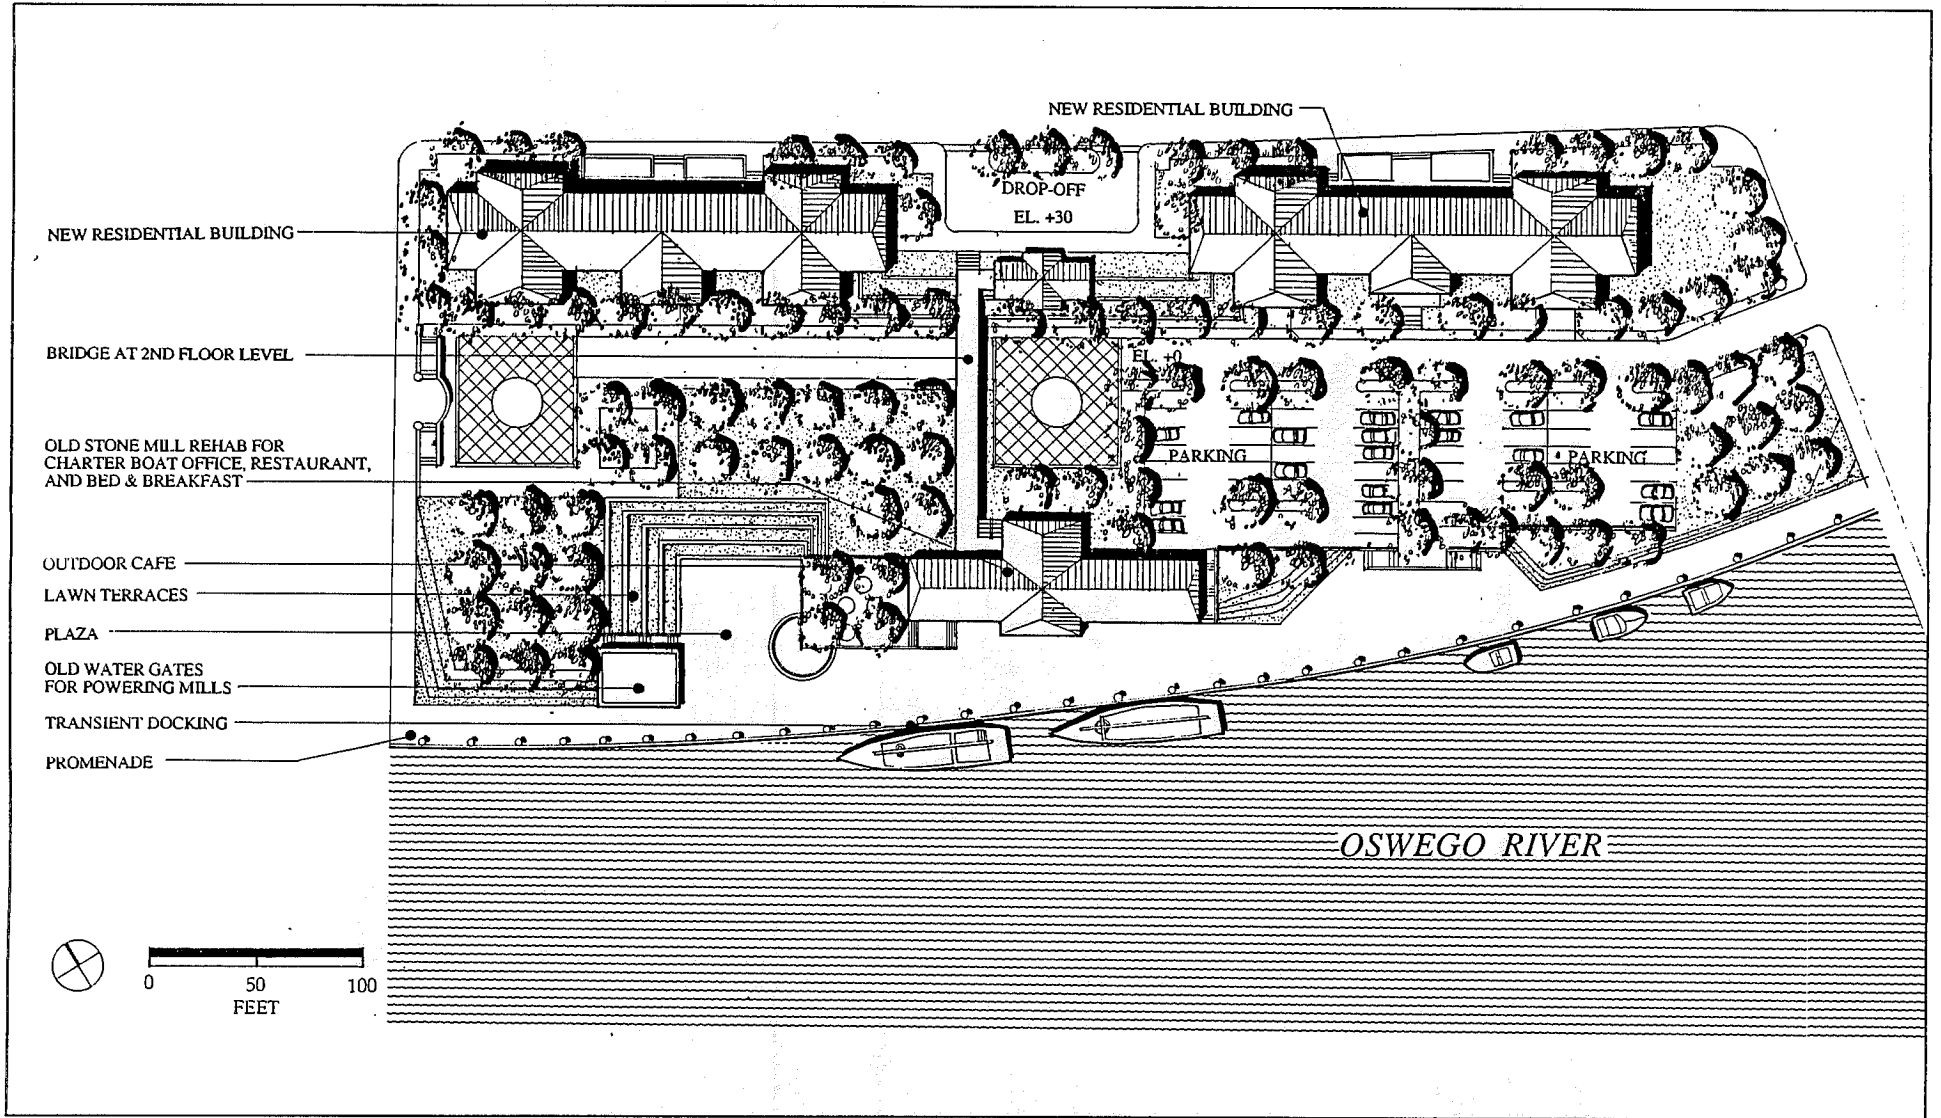 NEW RESIDENTIAL BUILDING
DROP-OFF
EL. +30
NEW RESIDENTIAL BUILDING
BRIDGE AT 2ND FLOOR LEVEL
EL. +0
OLD STONE MILL REHAB FOR
CHARTER BOAT OFFICE, RESTAURANT,
AND BED & BREAKFAST
PARKING
PARKING
OUTDOOR CAFE
LAWN TERRACES
PLAZA
OLD WATER GATES
FOR POWERING MILLS
TRANSIENT DOCKING
PROMENADE
OSWEGO RIVER
0 50 100
FEET